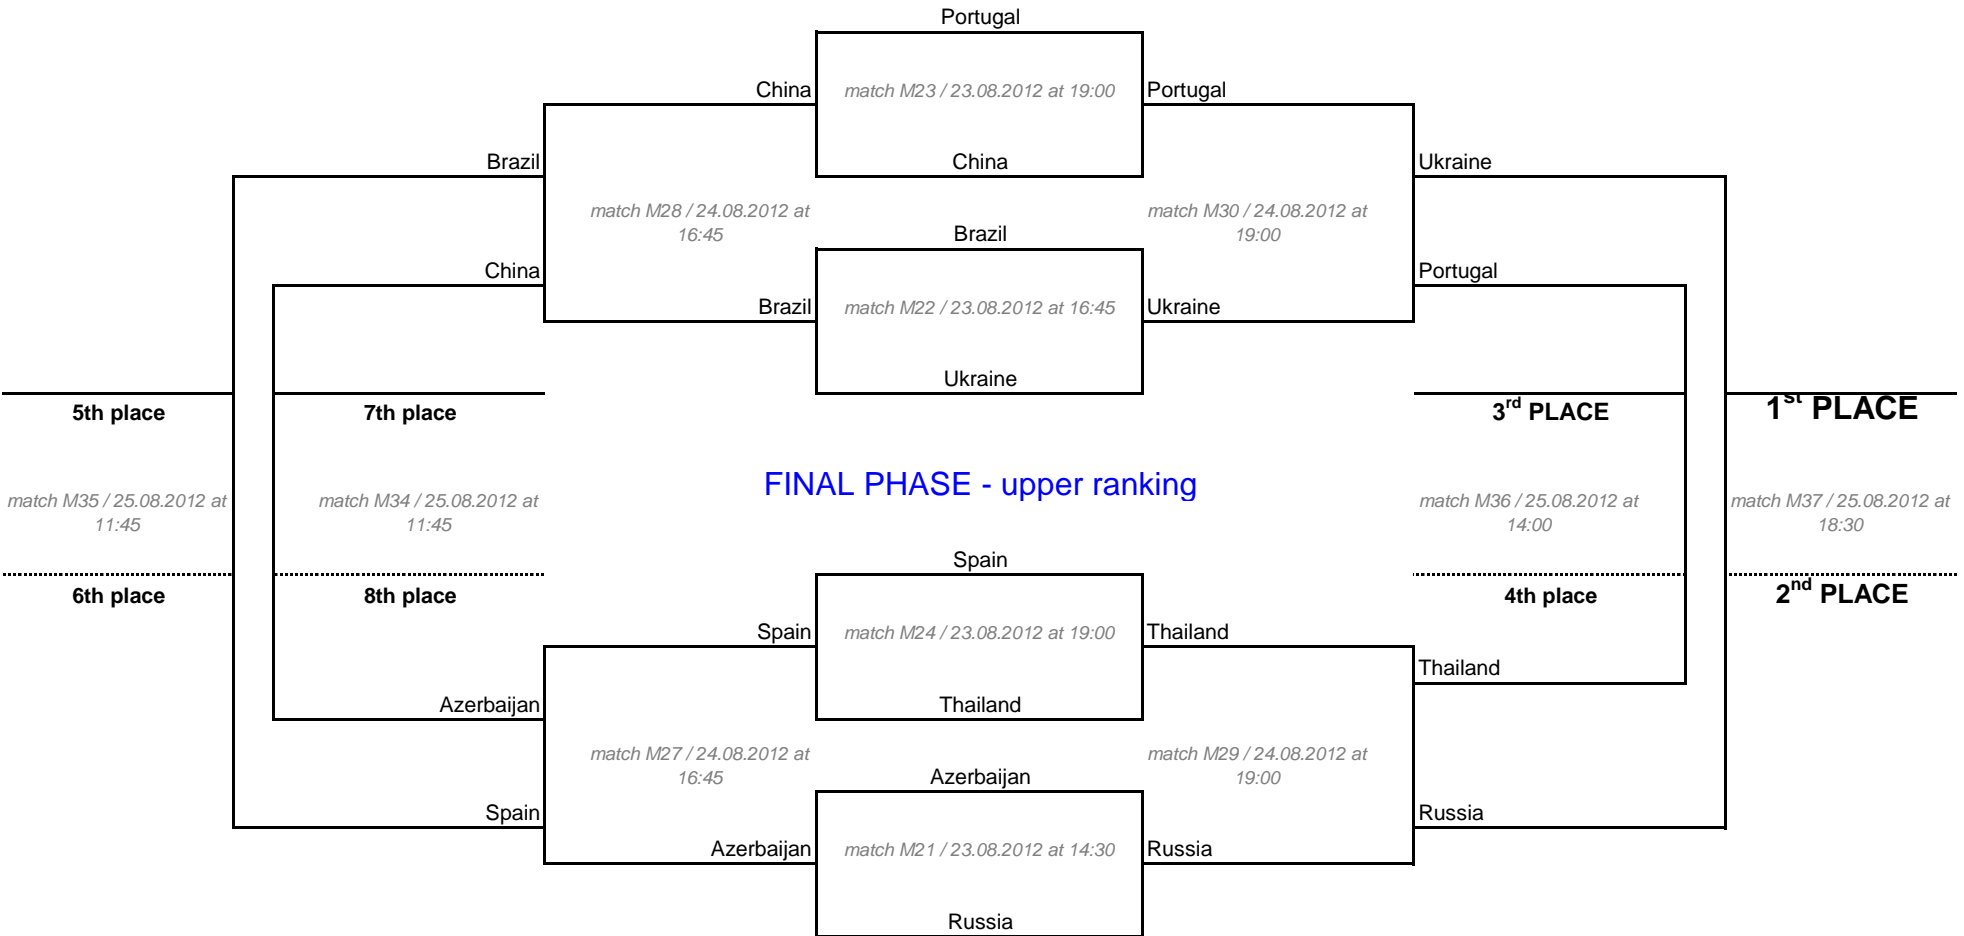 Portugal
China
match M23 / 23.08.2012 at 19:00
Portugal
Brazil
China
Ukraine
match M28 / 24.08.2012 at
16:45
match M30 / 24.08.2012 at
19:00
Brazil
China
Portugal
Brazil
match M22 / 23.08.2012 at 16:45
Ukraine
Ukraine
5th place
7th place
3rd PLACE
1st PLACE
FINAL PHASE - upper ranking
match M35 / 25.08.2012 at
11:45
match M34 / 25.08.2012 at
11:45
match M36 / 25.08.2012 at
14:00
match M37 / 25.08.2012 at
18:30
Spain
6th place
8th place
4th place
2nd PLACE
Spain
match M24 / 23.08.2012 at 19:00
Thailand
Thailand
Azerbaijan
Thailand
match M27 / 24.08.2012 at
16:45
match M29 / 24.08.2012 at
19:00
Azerbaijan
Spain
Russia
Azerbaijan
match M21 / 23.08.2012 at 14:30
Russia
Russia